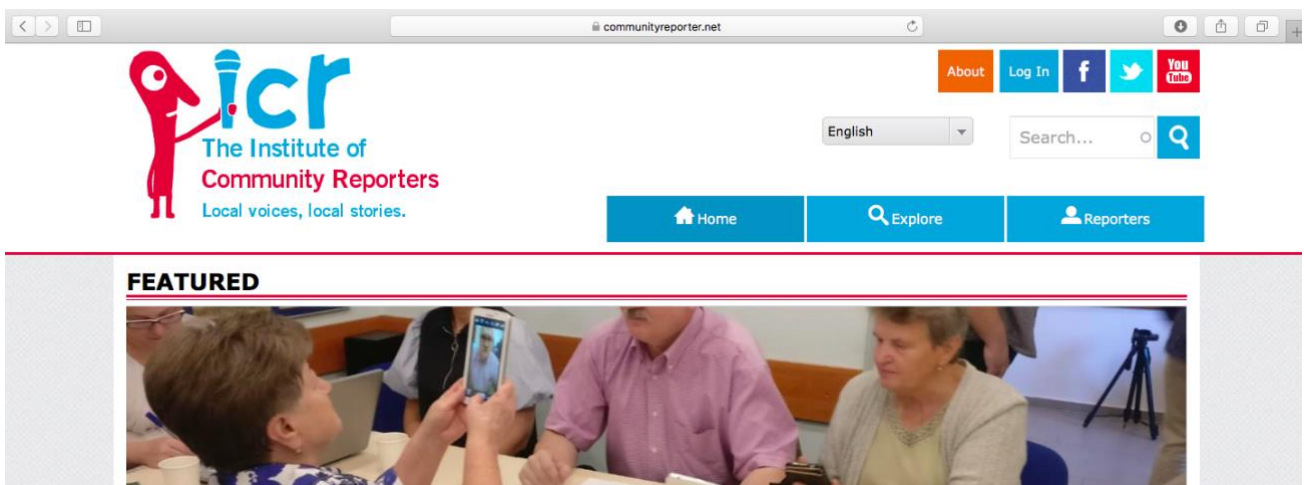 communityreporter.net
icr
The Institute of
Community Reporters
Local voices, local stories.
About
Log In
f
You
Tube
English
Search...
Home
Explore
Reporters
FEATURED